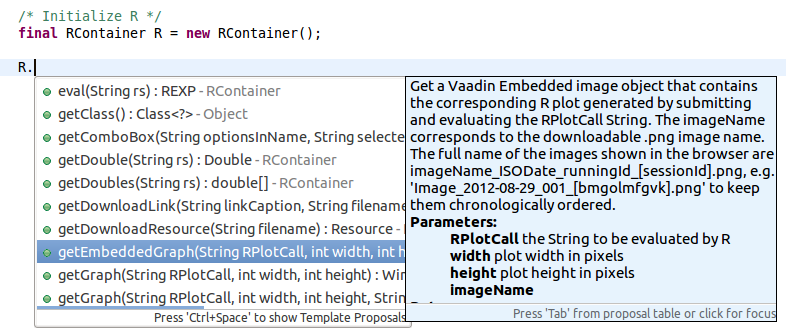 /* Initialize R */
final RContainer R = new RContainer();
R.
eval(String rs) : REXP - RContainer
getClass() : Class<?> - Object
getComboBox(String optionsInName, String selecte
getDouble(String rs) : Double - RContainer
getDoubles(String rs) : double[] - RContainer
getDownloadLink(String linkCaption, String filename
getDownloadResource(String filename) : Resource - R
getEmbeddedGraph(String RPlotCall, int width, int h
getGraph(String RPlotCall, int width, int height) : Win
getGraph(String RPlotCall, int width, int height, Strin
Press 'Ctrl+Space' to show Template Proposals
Get a Vaadin Embedded image object that contains
the corresponding R plot generated by submitting
and evaluating the RPlotCall String. The imageName
corresponds to the downloadable .png image name.
The full name of the images shown in the browser are
imageName_ISODate_runningId_[sessionId].png, e.g.
'Image_2012-08-29_001_[bmgolmfgvk].png' to keep
them chronologically ordered.
Parameters:
RPlotCall the String to be evaluated by R
width plot width in pixels
height plot height in pixels
imageName
Press 'Tab' from proposal table or click for focus